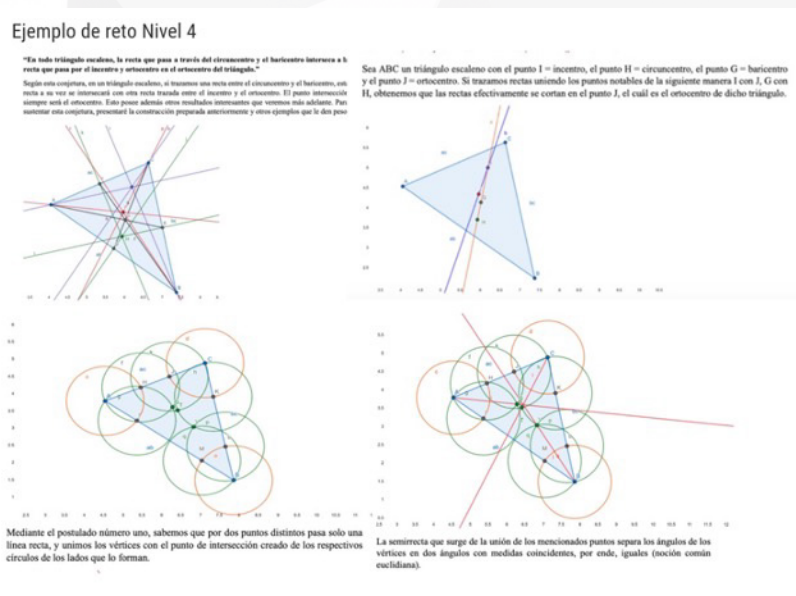 Ejemplo de reto Nivel 4
"En todo triángulo escaleno, la recta que pasa a través del circuncentro y el baricentro interseca a l
recta que pasa por el incentro y ortocentro en el ortocentro del triángulo."
Según esta conjetura, en un triángulo escaleno, si trazamos una recta entre el circuncentro y el baricentro, est
recta a su vez se intersecará con otra recta trazada entre el incentro y el ortocentro. El punto intersección
siempre será el ortocentro. Esto posee además otros resultados interesantes que veremos más adelante. Para
sustentar esta conjetura, presentaré la construcción preparada anteriormente y otros ejemplos que le den peso
Sea ABC un triángulo escaleno con el punto I = incentro, el punto H = circuncentro, el punto G = baricentro
y el punto J = ortocentro. Si trazamos rectas uniendo los puntos notables de la siguiente manera I con J, G con
H, obtenemos que las rectas efectivamente se cortan en el punto J, el cuál es el ortocentro de dicho triángulo.
Mediante el postulado número uno, sabemos que por dos puntos distintos pasa solo una
línea recta, y unimos los vértices con el punto de intersección creado de los respectivos
círculos de los lados que lo forman.
La semirrecta que surge de la unión de los mencionados puntos separa los ángulos de los
vértices en dos ángulos con medidas coincidentes, por ende, iguales (noción común
euclidiana).